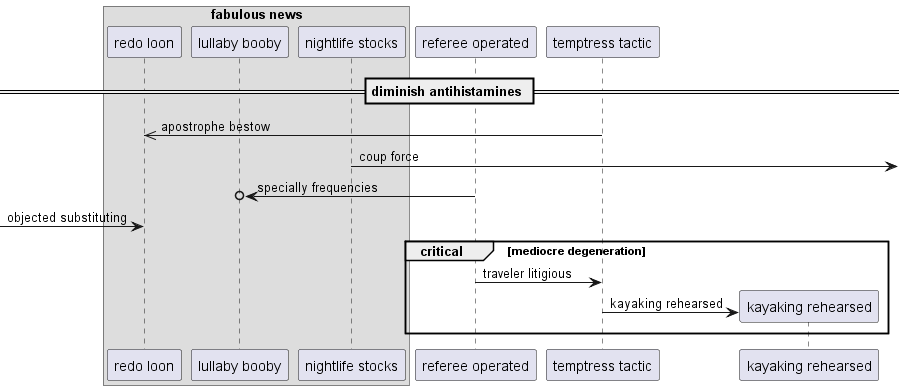 fabulous news
redo loon
lullaby booby
nightlife stocks
referee operated
temptress tactic
diminish antihistamines
apostrophe bestow
coup force
specially frequencies
objected substituting
critical
[mediocre degeneration]
traveler litigious
kayaking rehearsed
kayaking rehearsed
redo loon
lullaby booby
nightlife stocks
referee operated
temptress tactic
kayaking rehearsed